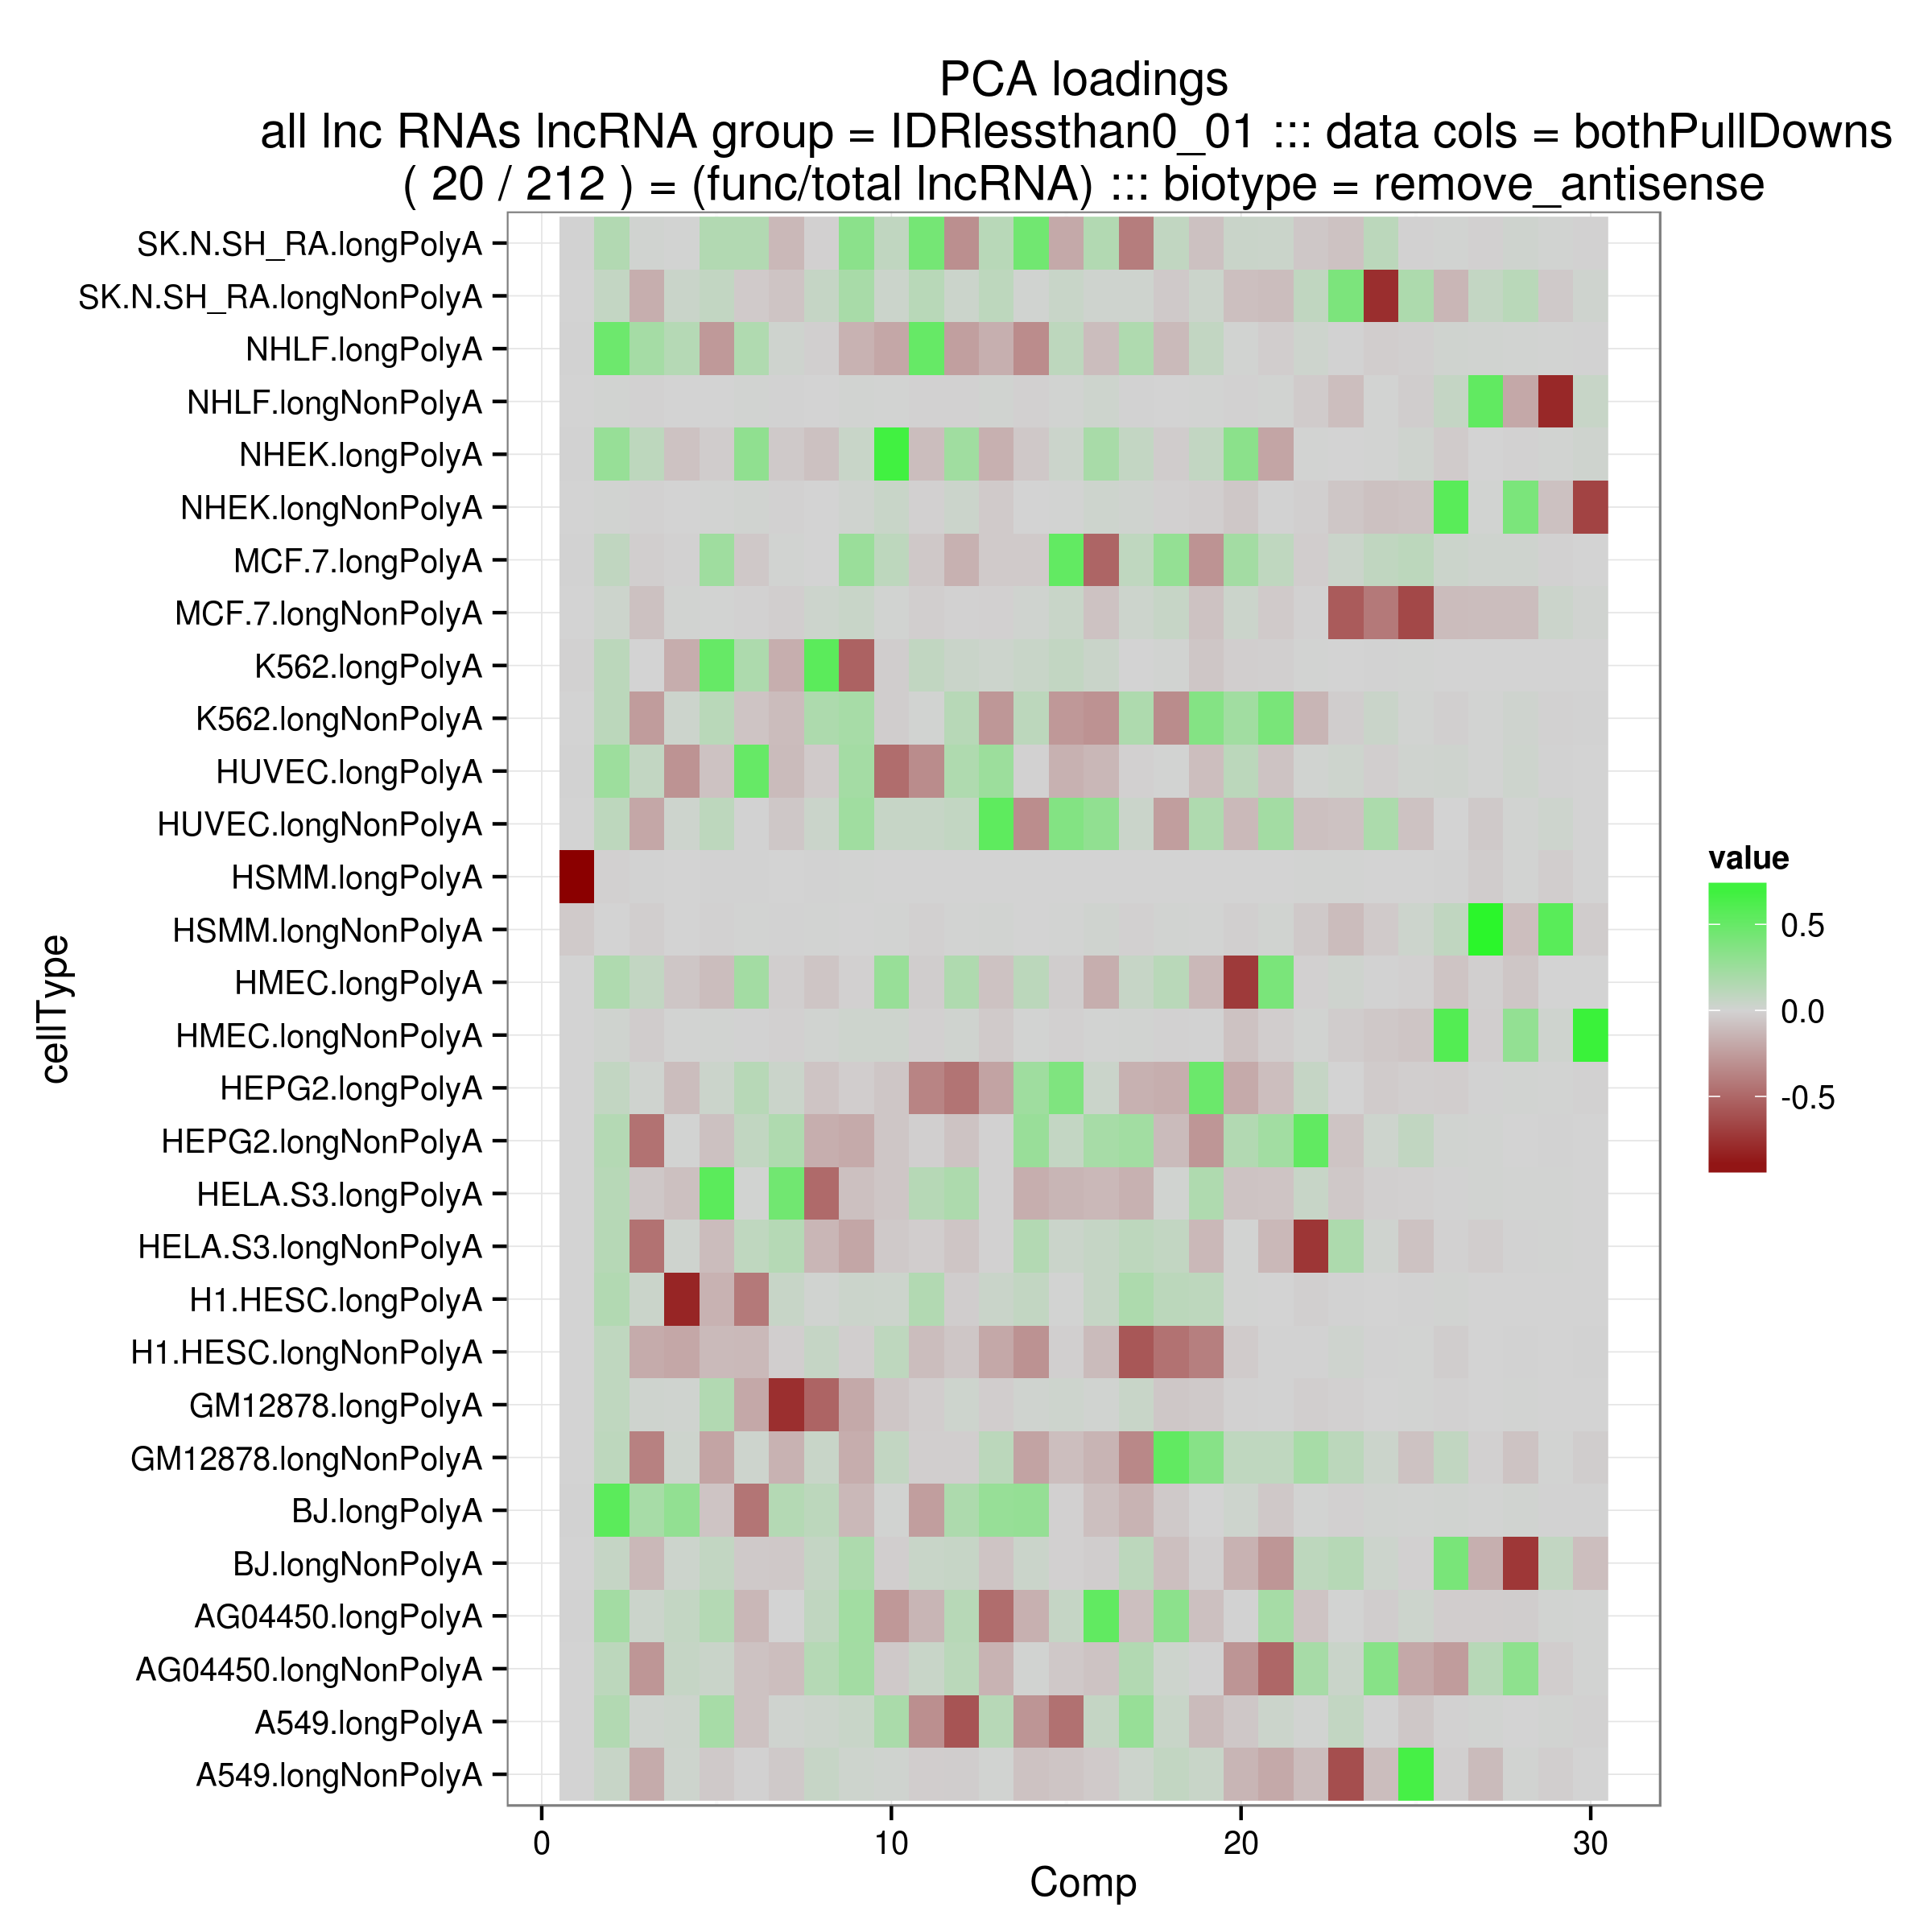 PCA loadings
all lnc RNAs lncRNA group = IDRlessthan0_01 ::: data cols = bothPullDowns
( 20 / 212 ) = (func/total lncRNA) ::: biotype = remove_antisense
SK.N.SH_RA.longPolyA
SK.N.SH_RA.longNonPolyA
NHLF.longPolyA
NHLF.longNonPolyA
NHEK.longPolyA
NHEK.longNonPolyA
MCF.7.longPolyA
MCF.7.longNonPolyA
K562.longPolyA
K562.longNonPolyA
HUVEC.longPolyA
HUVEC.longNonPolyA
HSMM.longPolyA
HSMM.longNonPolyA
HMEC.longPolyA
HMEC.longNonPolyA
HEPG2.longPolyA
HEPG2.longNonPolyA
HELA.S3.longPolyA
HELA.S3.longNonPolyA
H1.HESC.longPolyA
H1.HESC.longNonPolyA
GM12878.longPolyA
GM12878.longNonPolyA
BJ.longPolyA
BJ.longNonPolyA
AG04450.longPolyA
AG04450.longNonPolyA
A549.longPolyA
A549.longNonPolyA
cellType
0 10 20 30
Comp
value
0.5
0.0
-0.5